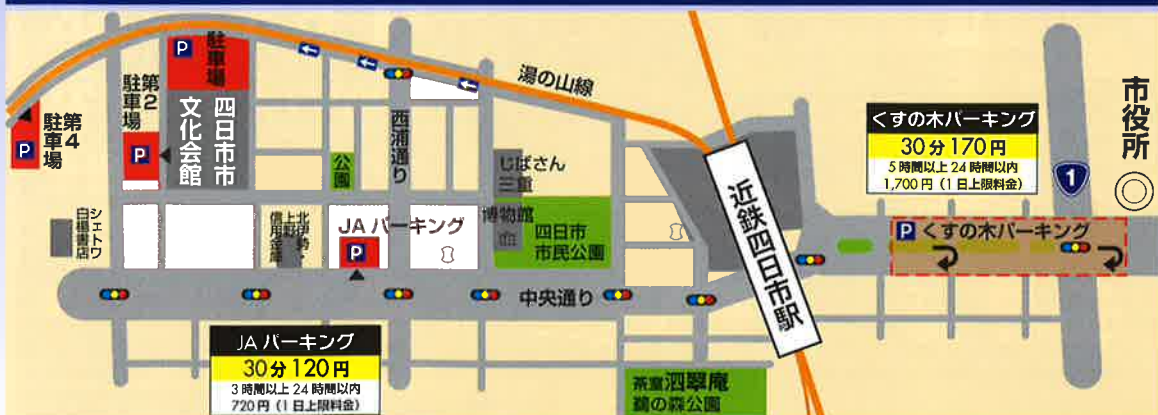 P 駐車場
湯の山線
市役所
第2
駐車場
P
四日市市
文化会館
第4
駐車場
P
西浦通り
公園
じばさん
三重
くすの木パーキング
30分170円
5時間以上24時間以内
1,700円（1日上限料金）
1
近鉄四日市駅
シェトワ
白楊書店
北伊勢・
上野
信用金庫
JAパーキング
P
博物館
四日市
市民公園
P くすの木パーキング
中央通り
JAパーキング
30分120円
3時間以上24時間以内
720円（1日上限料金）
茶室泗翠庵
鵜の森公園